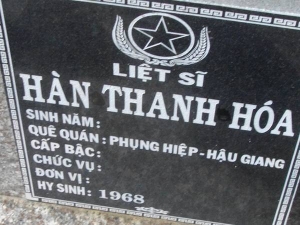 LIỆT SĨ
HÀN THANH HÓA
SINH NĂM :
QUÊ QUÁN : PHỤNG HIỆP - HẬU GIANG
CẤP BẬC :
CHỨC VỤ :
ĐƠN VỊ :
HY SINH : 1968